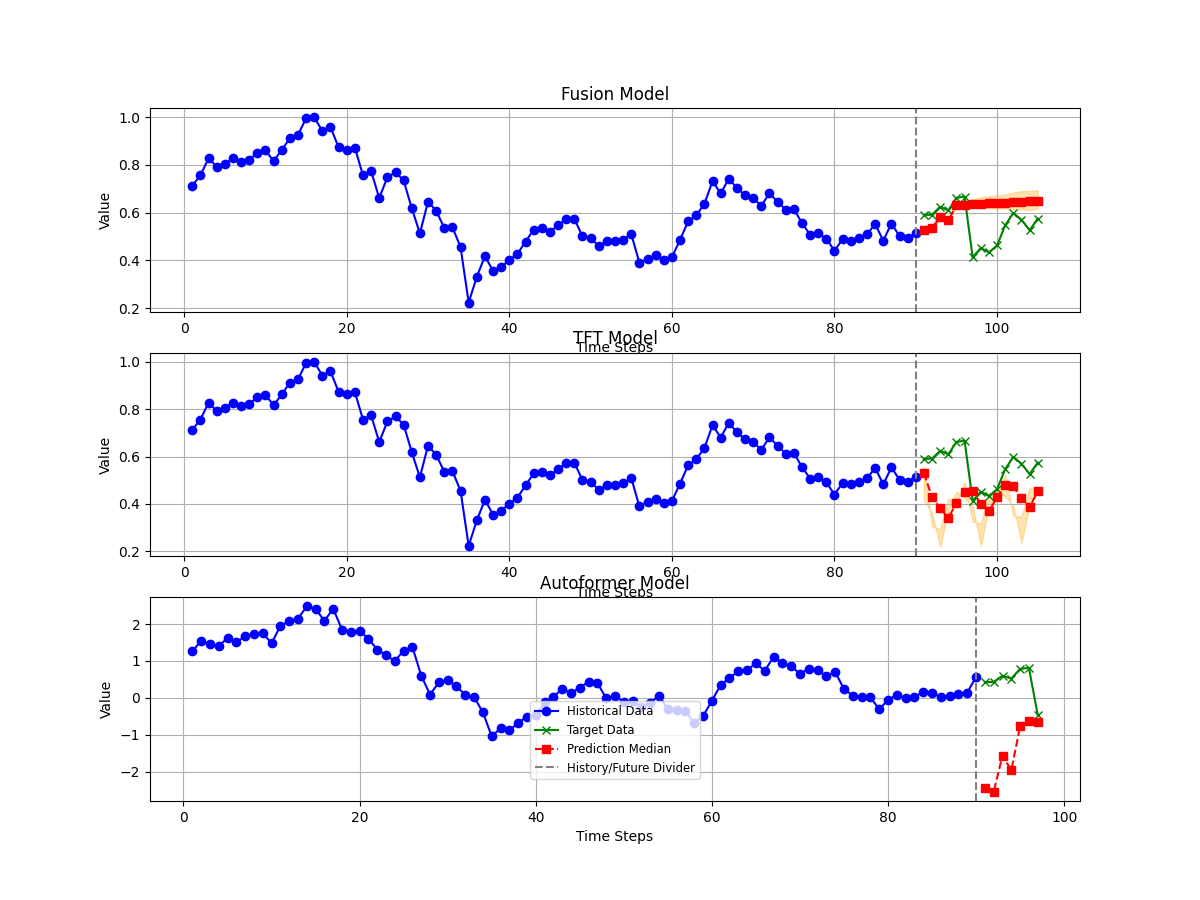 Fusion Model
1.0
0.8
0.6
0.4
0.2
Value
0 20 40 60 80 100
Time Steps
TFT Model
1.0
0.8
0.6
0.4
0.2
Value
0 20 40 60 80 100
Time Steps
Autoformer Model
2
1
0
−1
−2
Value
Historical Data
Target Data
Prediction Median
History/Future Divider
0 20 40 60 80 100
Time Steps